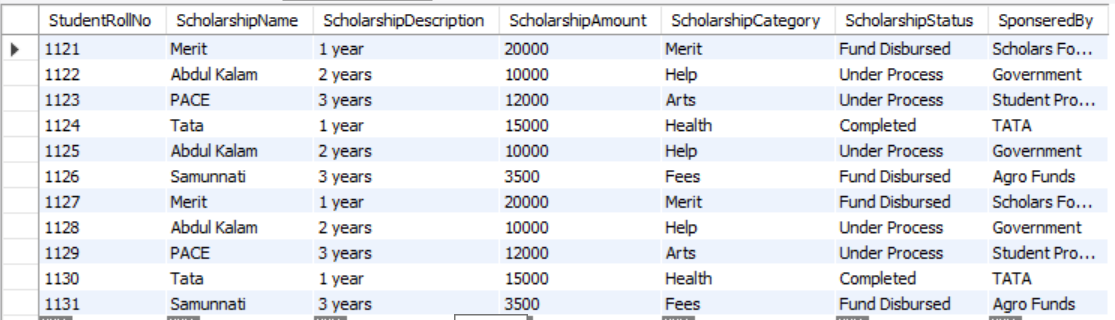 StudentRollNo ScholarshipName ScholarshipDescription ScholarshipAmount ScholarshipCategory ScholarshipStatus SponseredBy
1121 Merit 1 year 20000 Merit Fund Disbursed Scholars Fo...
1122 Abdul Kalam 2 years 10000 Help Under Process Government
1123 PACE 3 years 12000 Arts Under Process Student Pro...
1124 Tata 1 year 15000 Health Completed TATA
1125 Abdul Kalam 2 years 10000 Help Under Process Government
1126 Samunnati 3 years 3500 Fees Fund Disbursed Agro Funds
1127 Merit 1 year 20000 Merit Fund Disbursed Scholars Fo...
1128 Abdul Kalam 2 years 10000 Help Under Process Government
1129 PACE 3 years 12000 Arts Under Process Student Pro...
1130 Tata 1 year 15000 Health Completed TATA
1131 Samunnati 3 years 3500 Fees Fund Disbursed Agro Funds